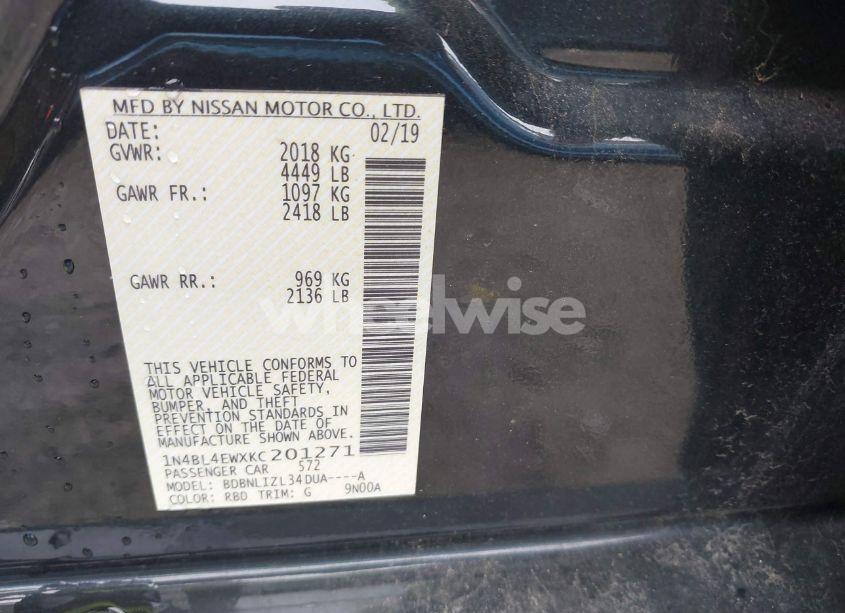 MFD BY NISSAN MOTOR CO., LTD.
DATE: 02/19
GVWR: 2018 KG
4449 LB
GAWR FR.: 1097 KG
2418 LB
GAWR RR.: 969 KG
2136 LB
wheelwise
THIS VEHICLE CONFORMS TO
ALL APPLICABLE FEDERAL
MOTOR VEHICLE SAFETY,
BUMPER, AND THEFT
PREVENTION STANDARDS IN
EFFECT ON THE DATE OF
MANUFACTURE SHOWN ABOVE.
1N4BL4EWXKC201271
PASSENGER CAR 572
MODEL: BDBNLIZL34DUA----A
COLOR: RBD TRIM: G 9N00A